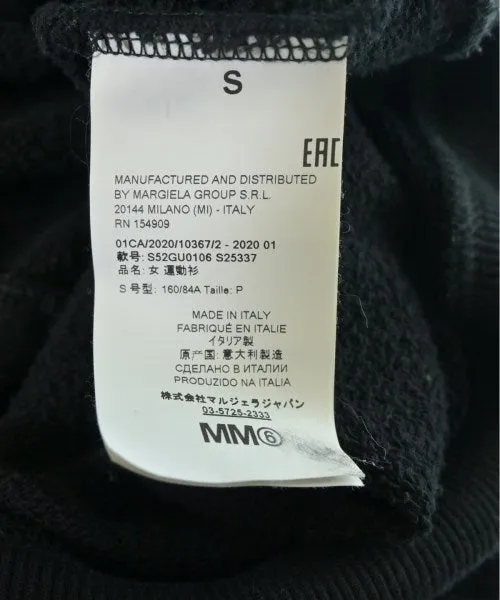 S
EAC
MANUFACTURED AND DISTRIBUTED
BY MARGIELA GROUP S.R.L.
20144 MILANO (MI) - ITALY
RN 154909
01CA/2020/10367/2 - 2020 01
軟号: S52GU0106 S25337
品名: 女 運動衫
S 号型: 160/84A Taille: P
MADE IN ITALY
FABRIQUÉ EN ITALIE
イタリア製
原产国: 意大利製造
СДЕЛАНО В ИТАЛИИ
PRODUZIDO NA ITALIA
株式会社マルジェラジャパン
03-5725-2333
MM⑥